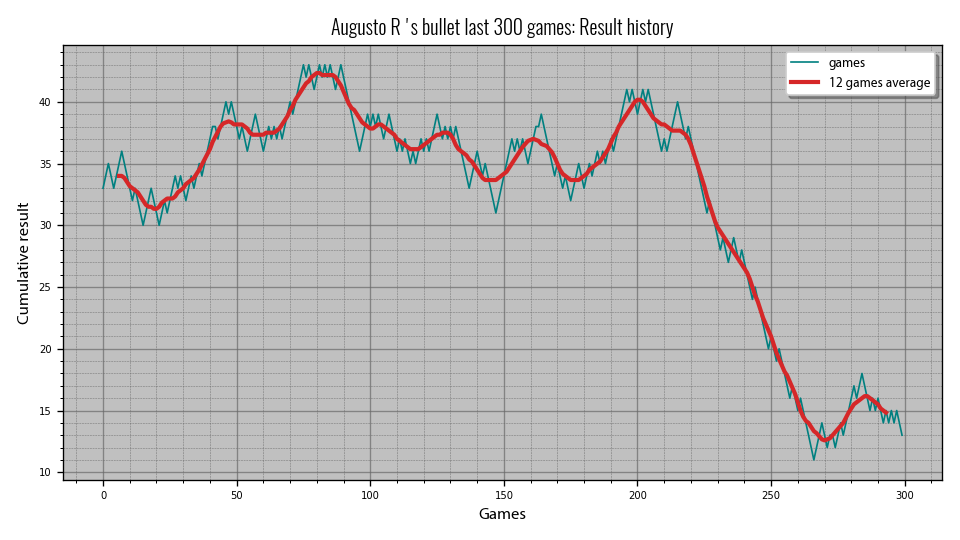 Augusto R 's bullet last 300 games: Result history
games
12 games average
Cumulative result
40
35
30
25
20
15
10
0 50 100 150 200 250 300
Games